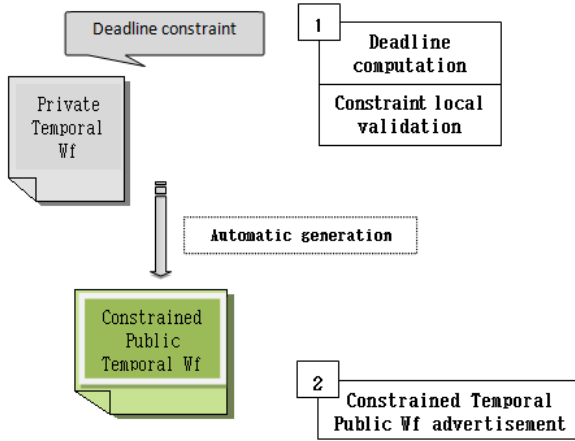 Deadline constraint
1
Deadline
computation
Constraint local
validation
Private
Temporal
Wf
Automatic generation
Constrained
Public
Temporal Wf
2
Constrained Temporal
Public Wf advertisement